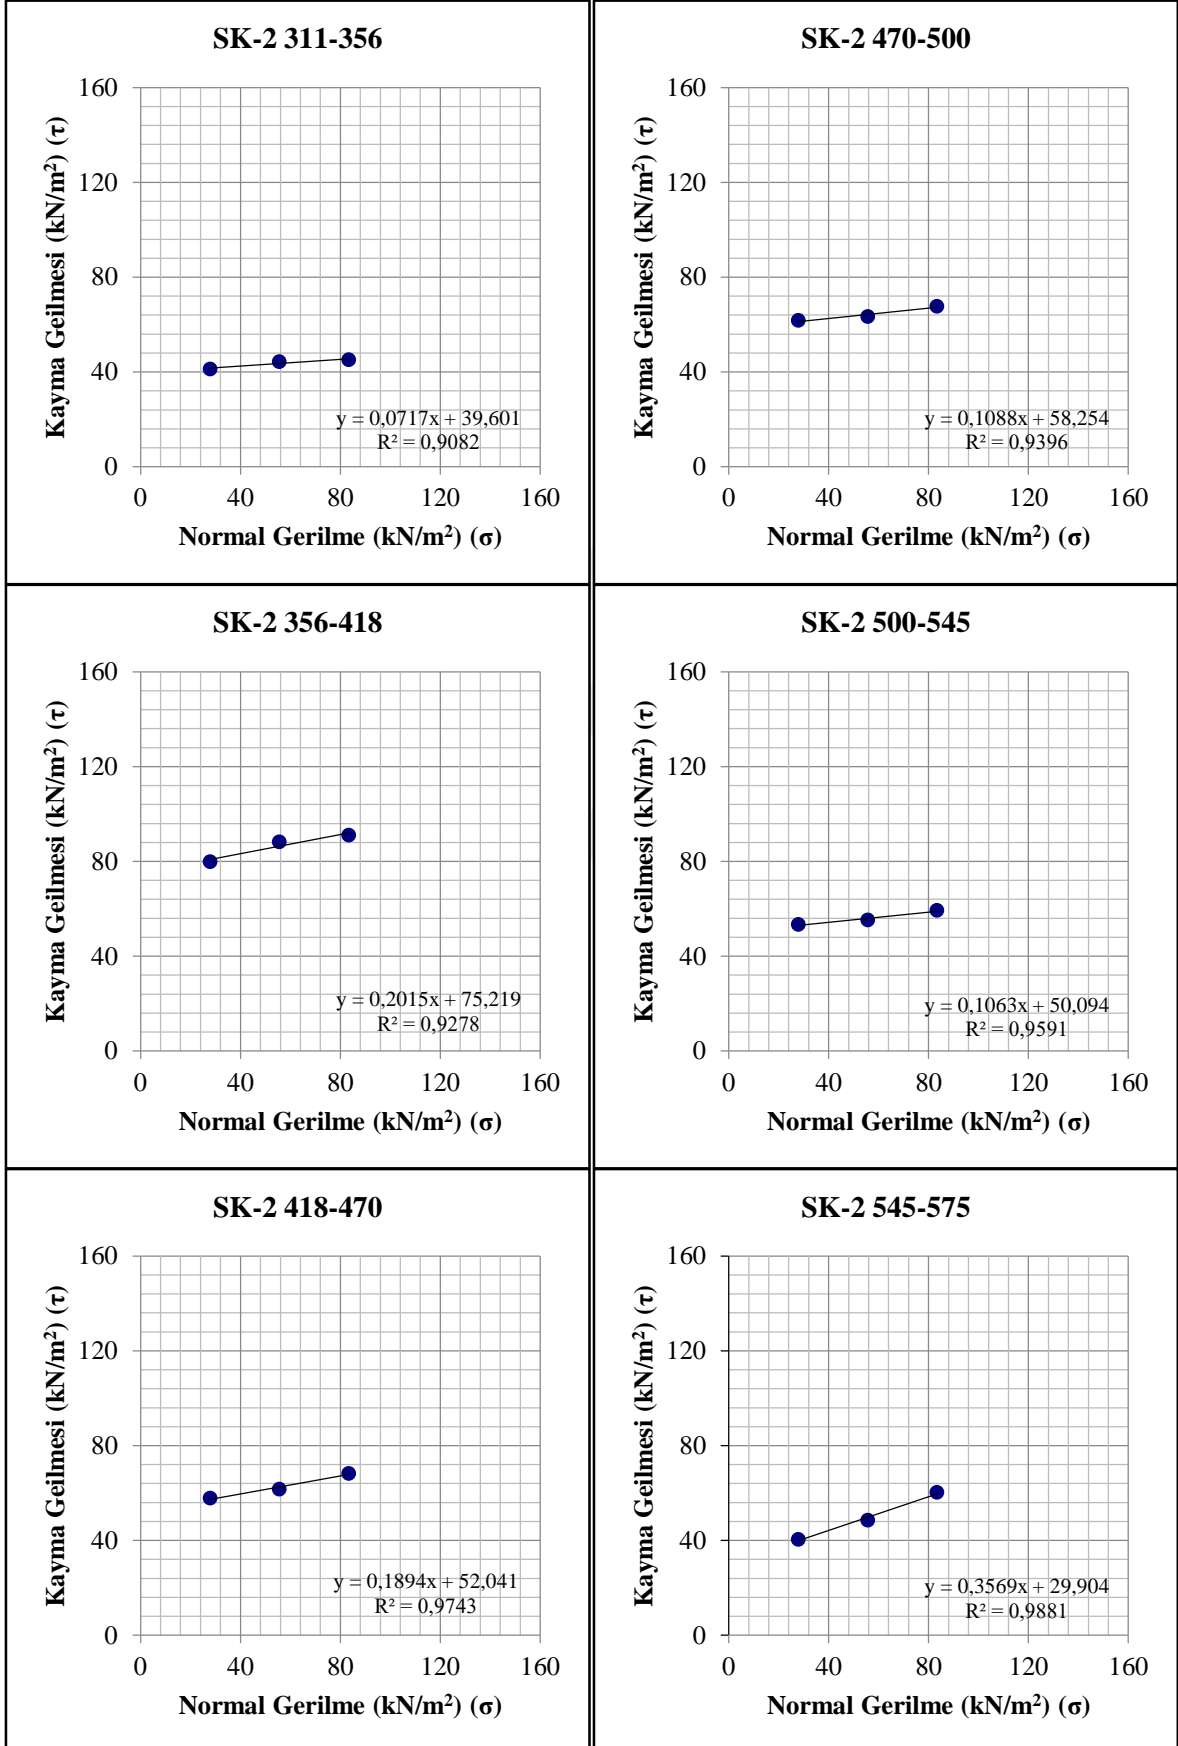 SK-2 311-356
Kayma Geilmesi (kN/m²) (τ)
160
120
80
40
0
y = 0,0717x + 39,601
R² = 0,9082
0 40 80 120 160
Normal Gerilme (kN/m²) (σ)
SK-2 470-500
Kayma Geilmesi (kN/m²) (τ)
160
120
80
40
0
y = 0,1088x + 58,254
R² = 0,9396
0 40 80 120 160
Normal Gerilme (kN/m²) (σ)
SK-2 356-418
Kayma Geilmesi (kN/m²) (τ)
160
120
80
40
0
y = 0,2015x + 75,219
R² = 0,9278
0 40 80 120 160
Normal Gerilme (kN/m²) (σ)
SK-2 500-545
Kayma Geilmesi (kN/m²) (τ)
160
120
80
40
0
y = 0,1063x + 50,094
R² = 0,9591
0 40 80 120 160
Normal Gerilme (kN/m²) (σ)
SK-2 418-470
Kayma Geilmesi (kN/m²) (τ)
160
120
80
40
0
y = 0,1894x + 52,041
R² = 0,9743
0 40 80 120 160
Normal Gerilme (kN/m²) (σ)
SK-2 545-575
Kayma Geilmesi (kN/m²) (τ)
160
120
80
40
0
y = 0,3569x + 29,904
R² = 0,9881
0 40 80 120 160
Normal Gerilme (kN/m²) (σ)